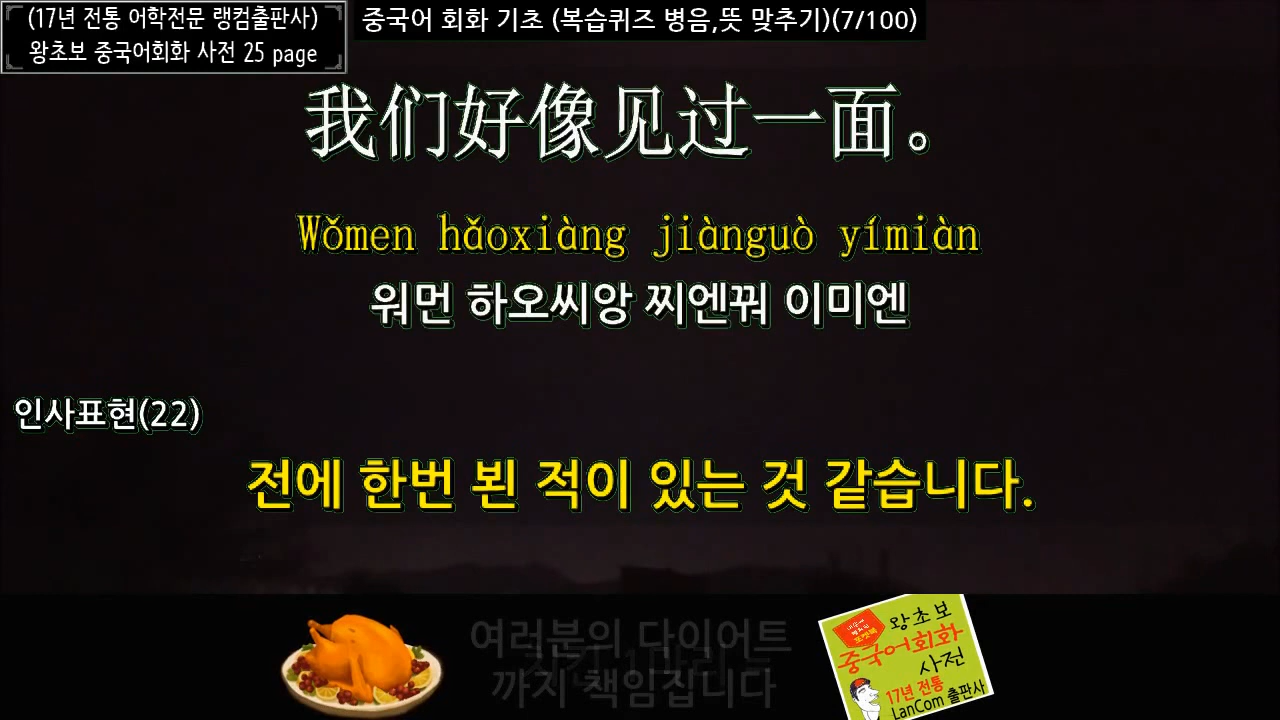 (17년 전통 어학전문 랭컴출판사)
왕초보 중국어회화 사전 25 page
중국어 회화 기초 (복습퀴즈 병음,뜻 맞추기)(7/100)
我们好像见过一面。
Wǒmen hǎoxiàng jiànguò yímiàn
워먼 하오씨앙 찌엔꿔 이미엔
인사표현(22)
전에 한번 뵌 적이 있는 것 같습니다.
여러분의 다이어트
까지 책임집니다
왕초보
중국어회화
사전
17년 전통
LanCom 출판사